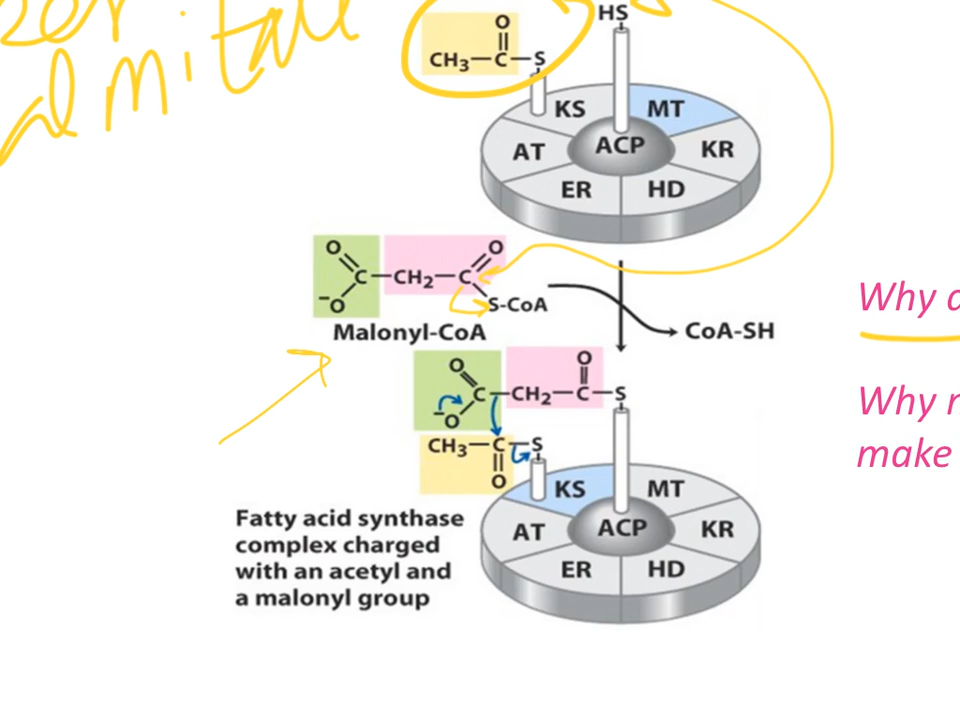 almitate
O
CH₃—C—S
HS
KS
MT
AT
ACP
KR
ER
HD
O
O
C—CH₂—C
⁻O
S-CoA
Malonyl-CoA
CoA-SH
Why
O
O
C—CH₂—C—S
⁻O
Why
make
CH₃—C—S
O
KS
MT
AT
ACP
KR
ER
HD
Fatty acid synthase
complex charged
with an acetyl and
a malonyl group